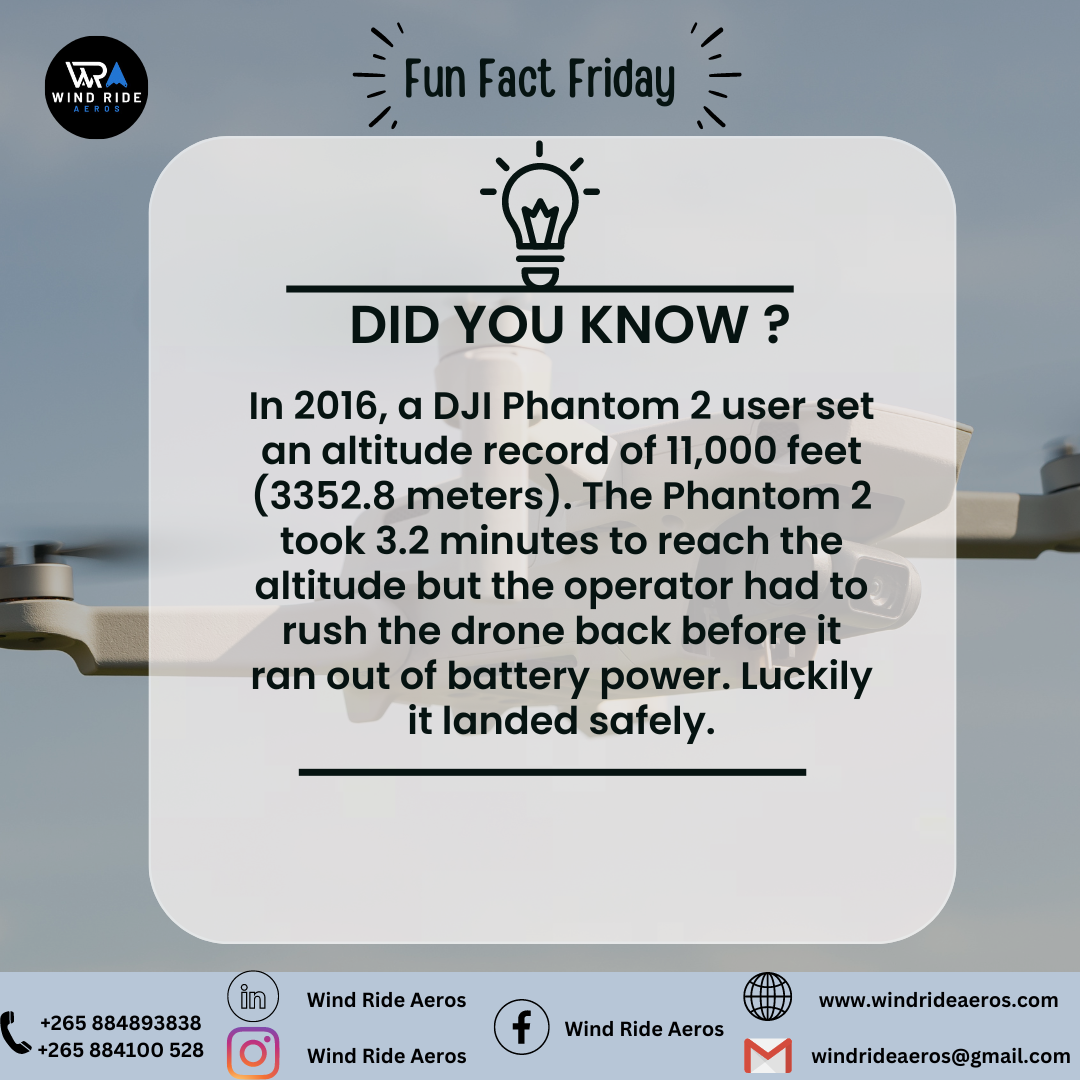 WRA
WIND RIDE
AEROS
Fun Fact Friday
DID YOU KNOW ?
In 2016, a DJI Phantom 2 user set
an altitude record of 11,000 feet
(3352.8 meters). The Phantom 2
took 3.2 minutes to reach the
altitude but the operator had to
rush the drone back before it
ran out of battery power. Luckily
it landed safely.
+265 884893838
+265 884100 528
in
Wind Ride Aeros
Wind Ride Aeros
f
Wind Ride Aeros
www.windrideaeros.com
windrideaeros@gmail.com